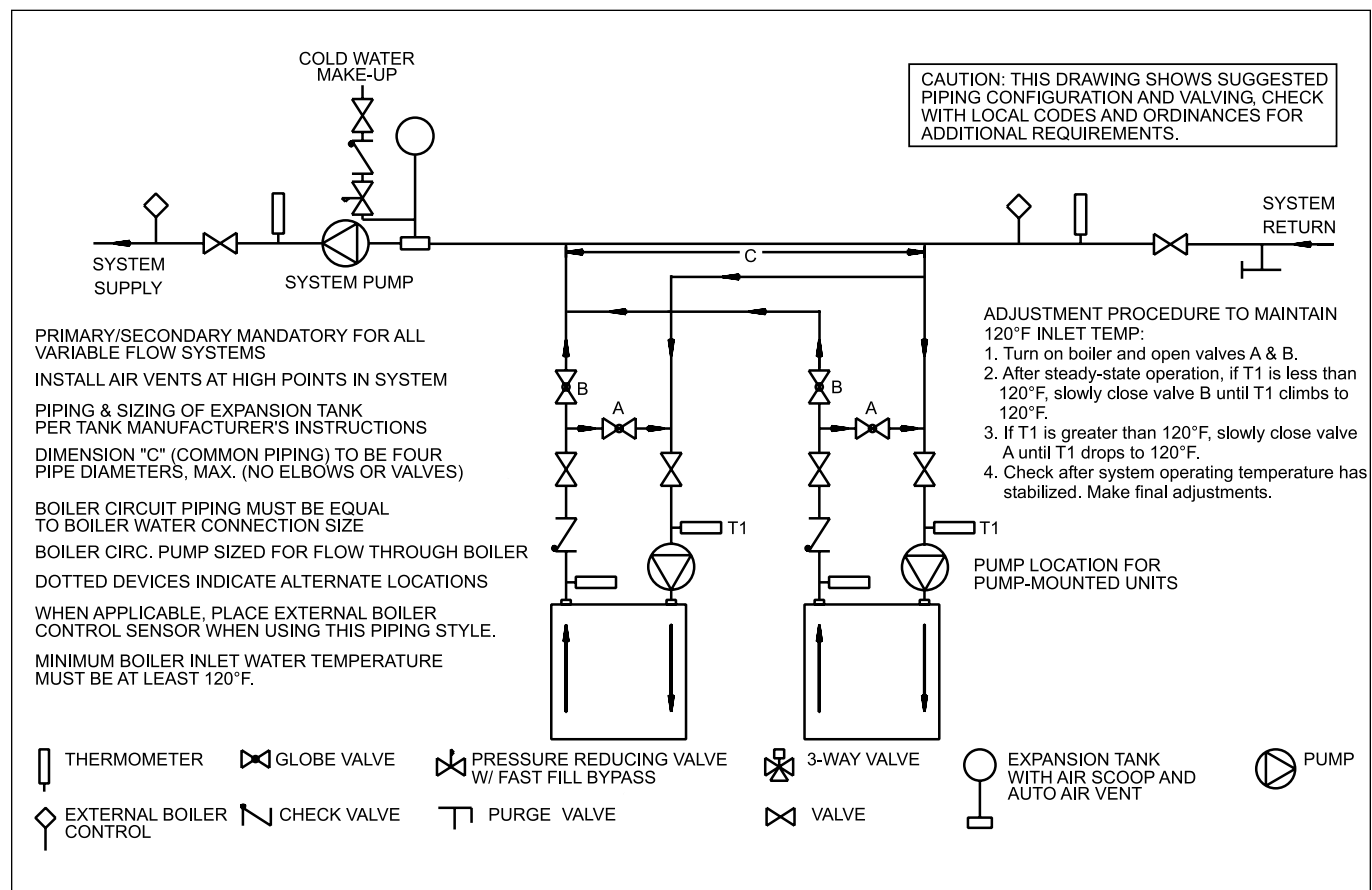 COLD WATER
MAKE-UP
CAUTION: THIS DRAWING SHOWS SUGGESTED
PIPING CONFIGURATION AND VALVING, CHECK
WITH LOCAL CODES AND ORDINANCES FOR
ADDITIONAL REQUIREMENTS.
SYSTEM
RETURN
SYSTEM
SUPPLY
SYSTEM PUMP
C
PRIMARY/SECONDARY MANDATORY FOR ALL
VARIABLE FLOW SYSTEMS
INSTALL AIR VENTS AT HIGH POINTS IN SYSTEM
PIPING & SIZING OF EXPANSION TANK
PER TANK MANUFACTURER'S INSTRUCTIONS
DIMENSION "C" (COMMON PIPING) TO BE FOUR
PIPE DIAMETERS, MAX. (NO ELBOWS OR VALVES)
BOILER CIRCUIT PIPING MUST BE EQUAL
TO BOILER WATER CONNECTION SIZE
BOILER CIRC. PUMP SIZED FOR FLOW THROUGH BOILER
DOTTED DEVICES INDICATE ALTERNATE LOCATIONS
WHEN APPLICABLE, PLACE EXTERNAL BOILER
CONTROL SENSOR WHEN USING THIS PIPING STYLE.
MINIMUM BOILER INLET WATER TEMPERATURE
MUST BE AT LEAST 120°F.
B
A
T1
B
A
T1
ADJUSTMENT PROCEDURE TO MAINTAIN
120°F INLET TEMP:
1. Turn on boiler and open valves A & B.
2. After steady-state operation, if T1 is less than
120°F, slowly close valve B until T1 climbs to
120°F.
3. If T1 is greater than 120°F, slowly close valve
A until T1 drops to 120°F.
4. Check after system operating temperature has
stabilized. Make final adjustments.
PUMP LOCATION FOR
PUMP-MOUNTED UNITS
THERMOMETER
GLOBE VALVE
PRESSURE REDUCING VALVE
W/ FAST FILL BYPASS
3-WAY VALVE
EXPANSION TANK
WITH AIR SCOOP AND
AUTO AIR VENT
PUMP
EXTERNAL BOILER
CONTROL
CHECK VALVE
PURGE VALVE
VALVE